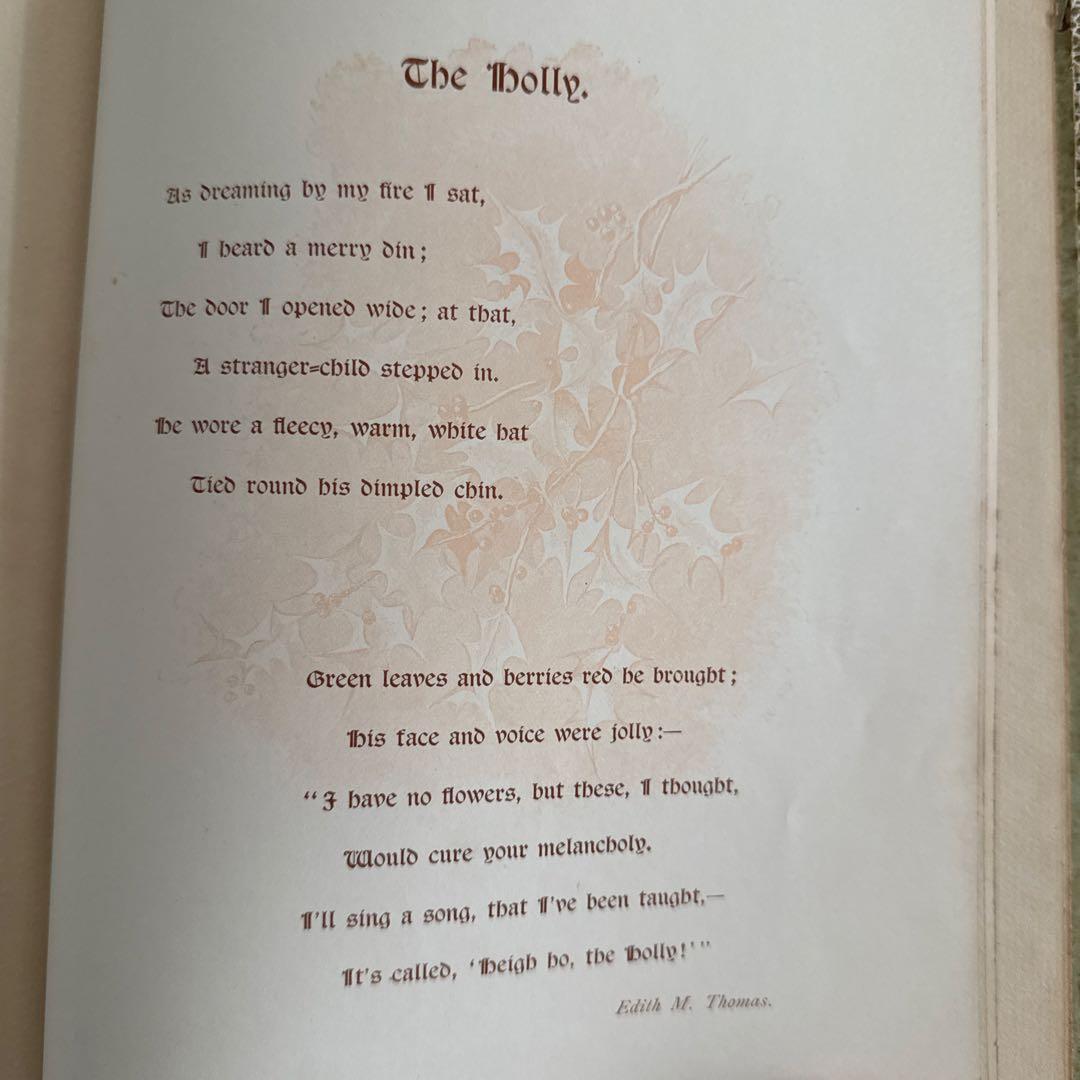 The Holly.
As dreaming by my fire I sat,
I heard a merry din;
The door I opened wide; at that,
A stranger=child stepped in.
He wore a fleecy, warm, white hat
Tied round his dimpled chin.
Green leaves and berries red he brought;
His face and voice were jolly:—
“I have no flowers, but these, I thought,
Would cure your melancholy.
I'll sing a song, that I've been taught,—
It's called, ‘Heigh ho, the Holly!’”
Edith M. Thomas.